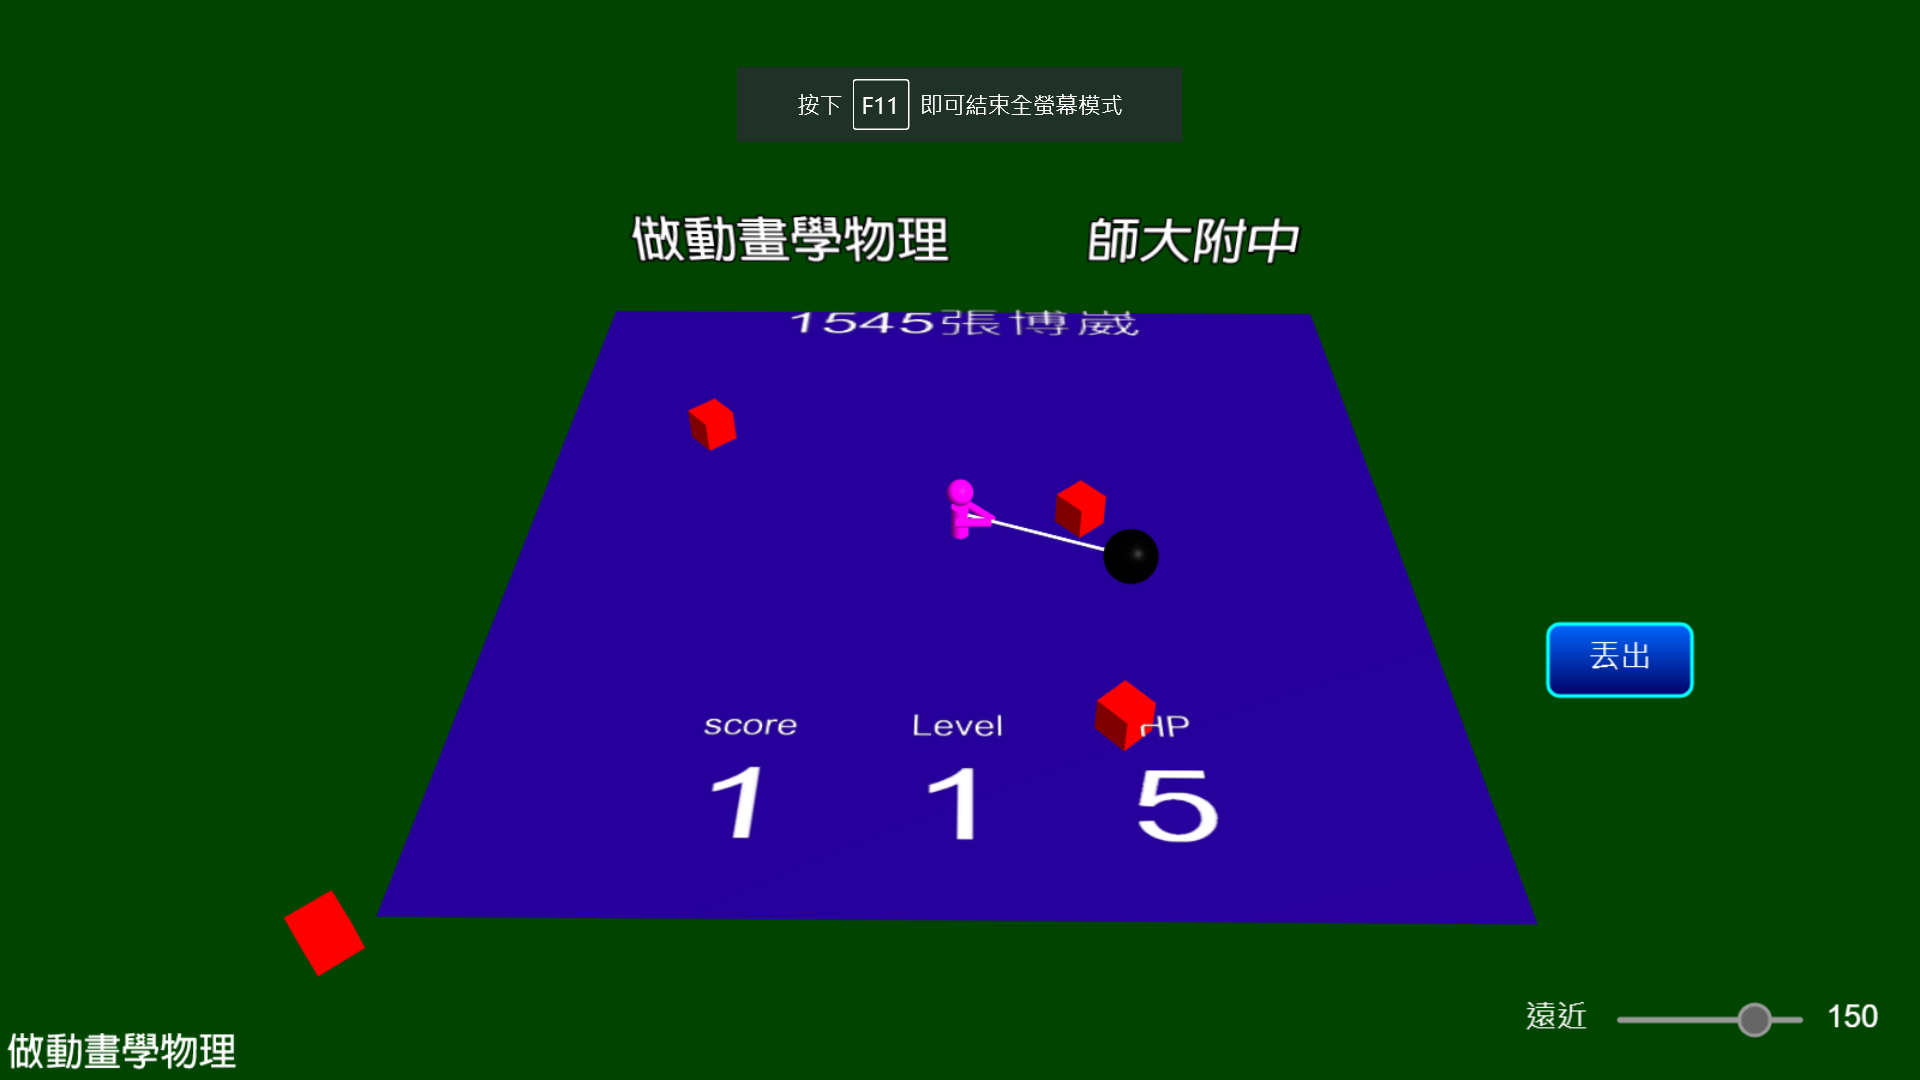 按下 F11 即可結束全螢幕模式
做動畫學物理 師大附中
1545張博崴
丟出
score Level HP
1 1 5
遠近 150
做動畫學物理